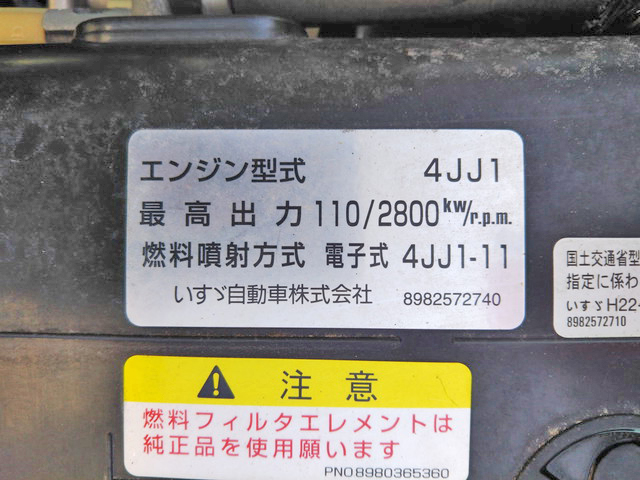 エンジン型式 4JJ1
最高出力 110/2800kW/r.p.m.
燃料噴射方式 電子式 4JJ1-11
いすゞ自動車株式会社 8982572740
国土交通省型
指定に係わ
いすゞH22-
8982572710
注意
燃料フィルタエレメントは
純正品を使用願います
PNO8980365360